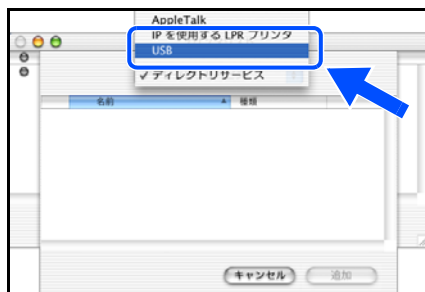 AppleTalk
IP を使用する LPR プリンタ
USB
✓ ディレクトリサービス
名前 種類
キャンセル 追加